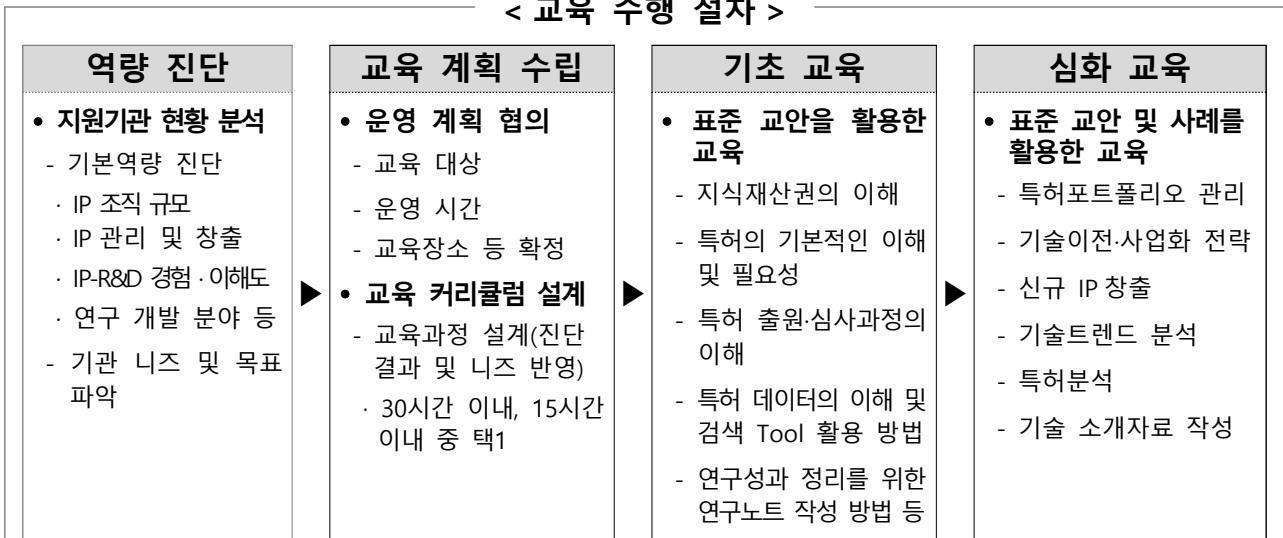 < 교육 수행 절차 >
역량 진단
• 지원기관 현황 분석
- 기본역량 진단
· IP 조직 규모
· IP 관리 및 창출
· IP-R&D 경험·이해도
· 연구 개발 분야 등
- 기관 니즈 및 목표
파악
▶
교육 계획 수립
• 운영 계획 협의
- 교육 대상
- 운영 시간
- 교육장소 등 확정
• 교육 커리큘럼 설계
- 교육과정 설계(진단
결과 및 니즈 반영)
· 30시간 이내, 15시간
이내 중 택1
▶
기초 교육
• 표준 교안을 활용한
교육
- 지식재산권의 이해
- 특허의 기본적인 이해
및 필요성
- 특허 출원·심사과정의
이해
- 특허 데이터의 이해 및
검색 Tool 활용 방법
- 연구성과 정리를 위한
연구노트 작성 방법 등
▶
심화 교육
• 표준 교안 및 사례를
활용한 교육
- 특허포트폴리오 관리
- 기술이전·사업화 전략
- 신규 IP 창출
- 기술트렌드 분석
- 특허분석
- 기술 소개자료 작성